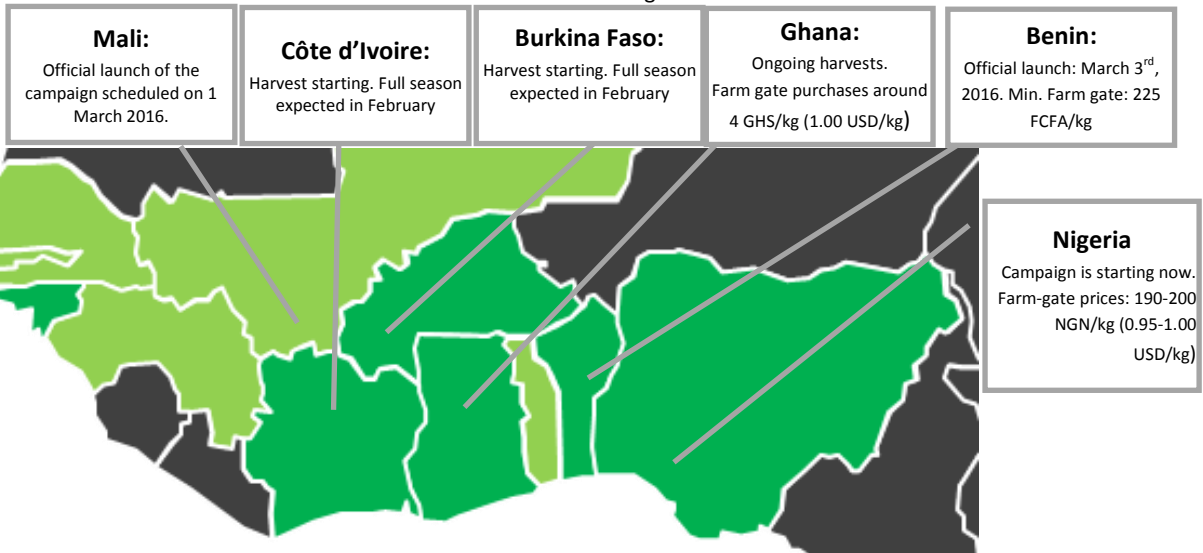 Mali:
Official launch of the
campaign scheduled on 1
March 2016.
Côte d’Ivoire:
Harvest starting. Full season
expected in February
Burkina Faso:
Harvest starting. Full season
expected in February
Ghana:
Ongoing harvests.
Farm gate purchases around
4 GHS/kg (1.00 USD/kg)
Benin:
Official launch: March 3rd,
2016. Min. Farm gate: 225
FCFA/kg
Nigeria
Campaign is starting now.
Farm-gate prices: 190-200
NGN/kg (0.95-1.00
USD/kg)